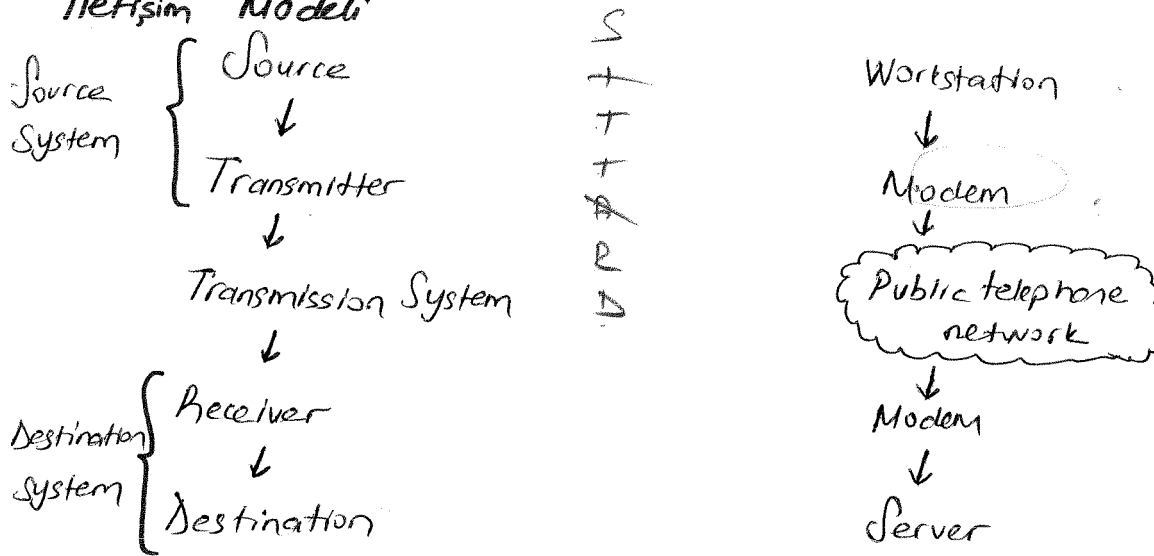 İletişim Modeli
Source System
Source
↓
Transmitter
↓
Transmission System
↓
Destination system
Receiver
↓
Destination
S
T
T
R
D
Workstation
↓
Modem
↓
Public telephone
network
↓
Modem
↓
Server